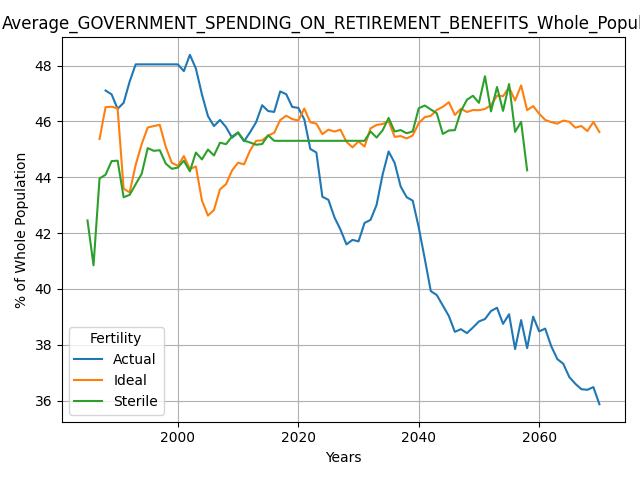 Average_GOVERNMENT_SPENDING_ON_RETIREMENT_BENEFITS_Whole_Popul
% of Whole Population
48
46
44
42
40
38
36
Fertility
Actual
Ideal
Sterile
2000 2020 2040 2060
Years